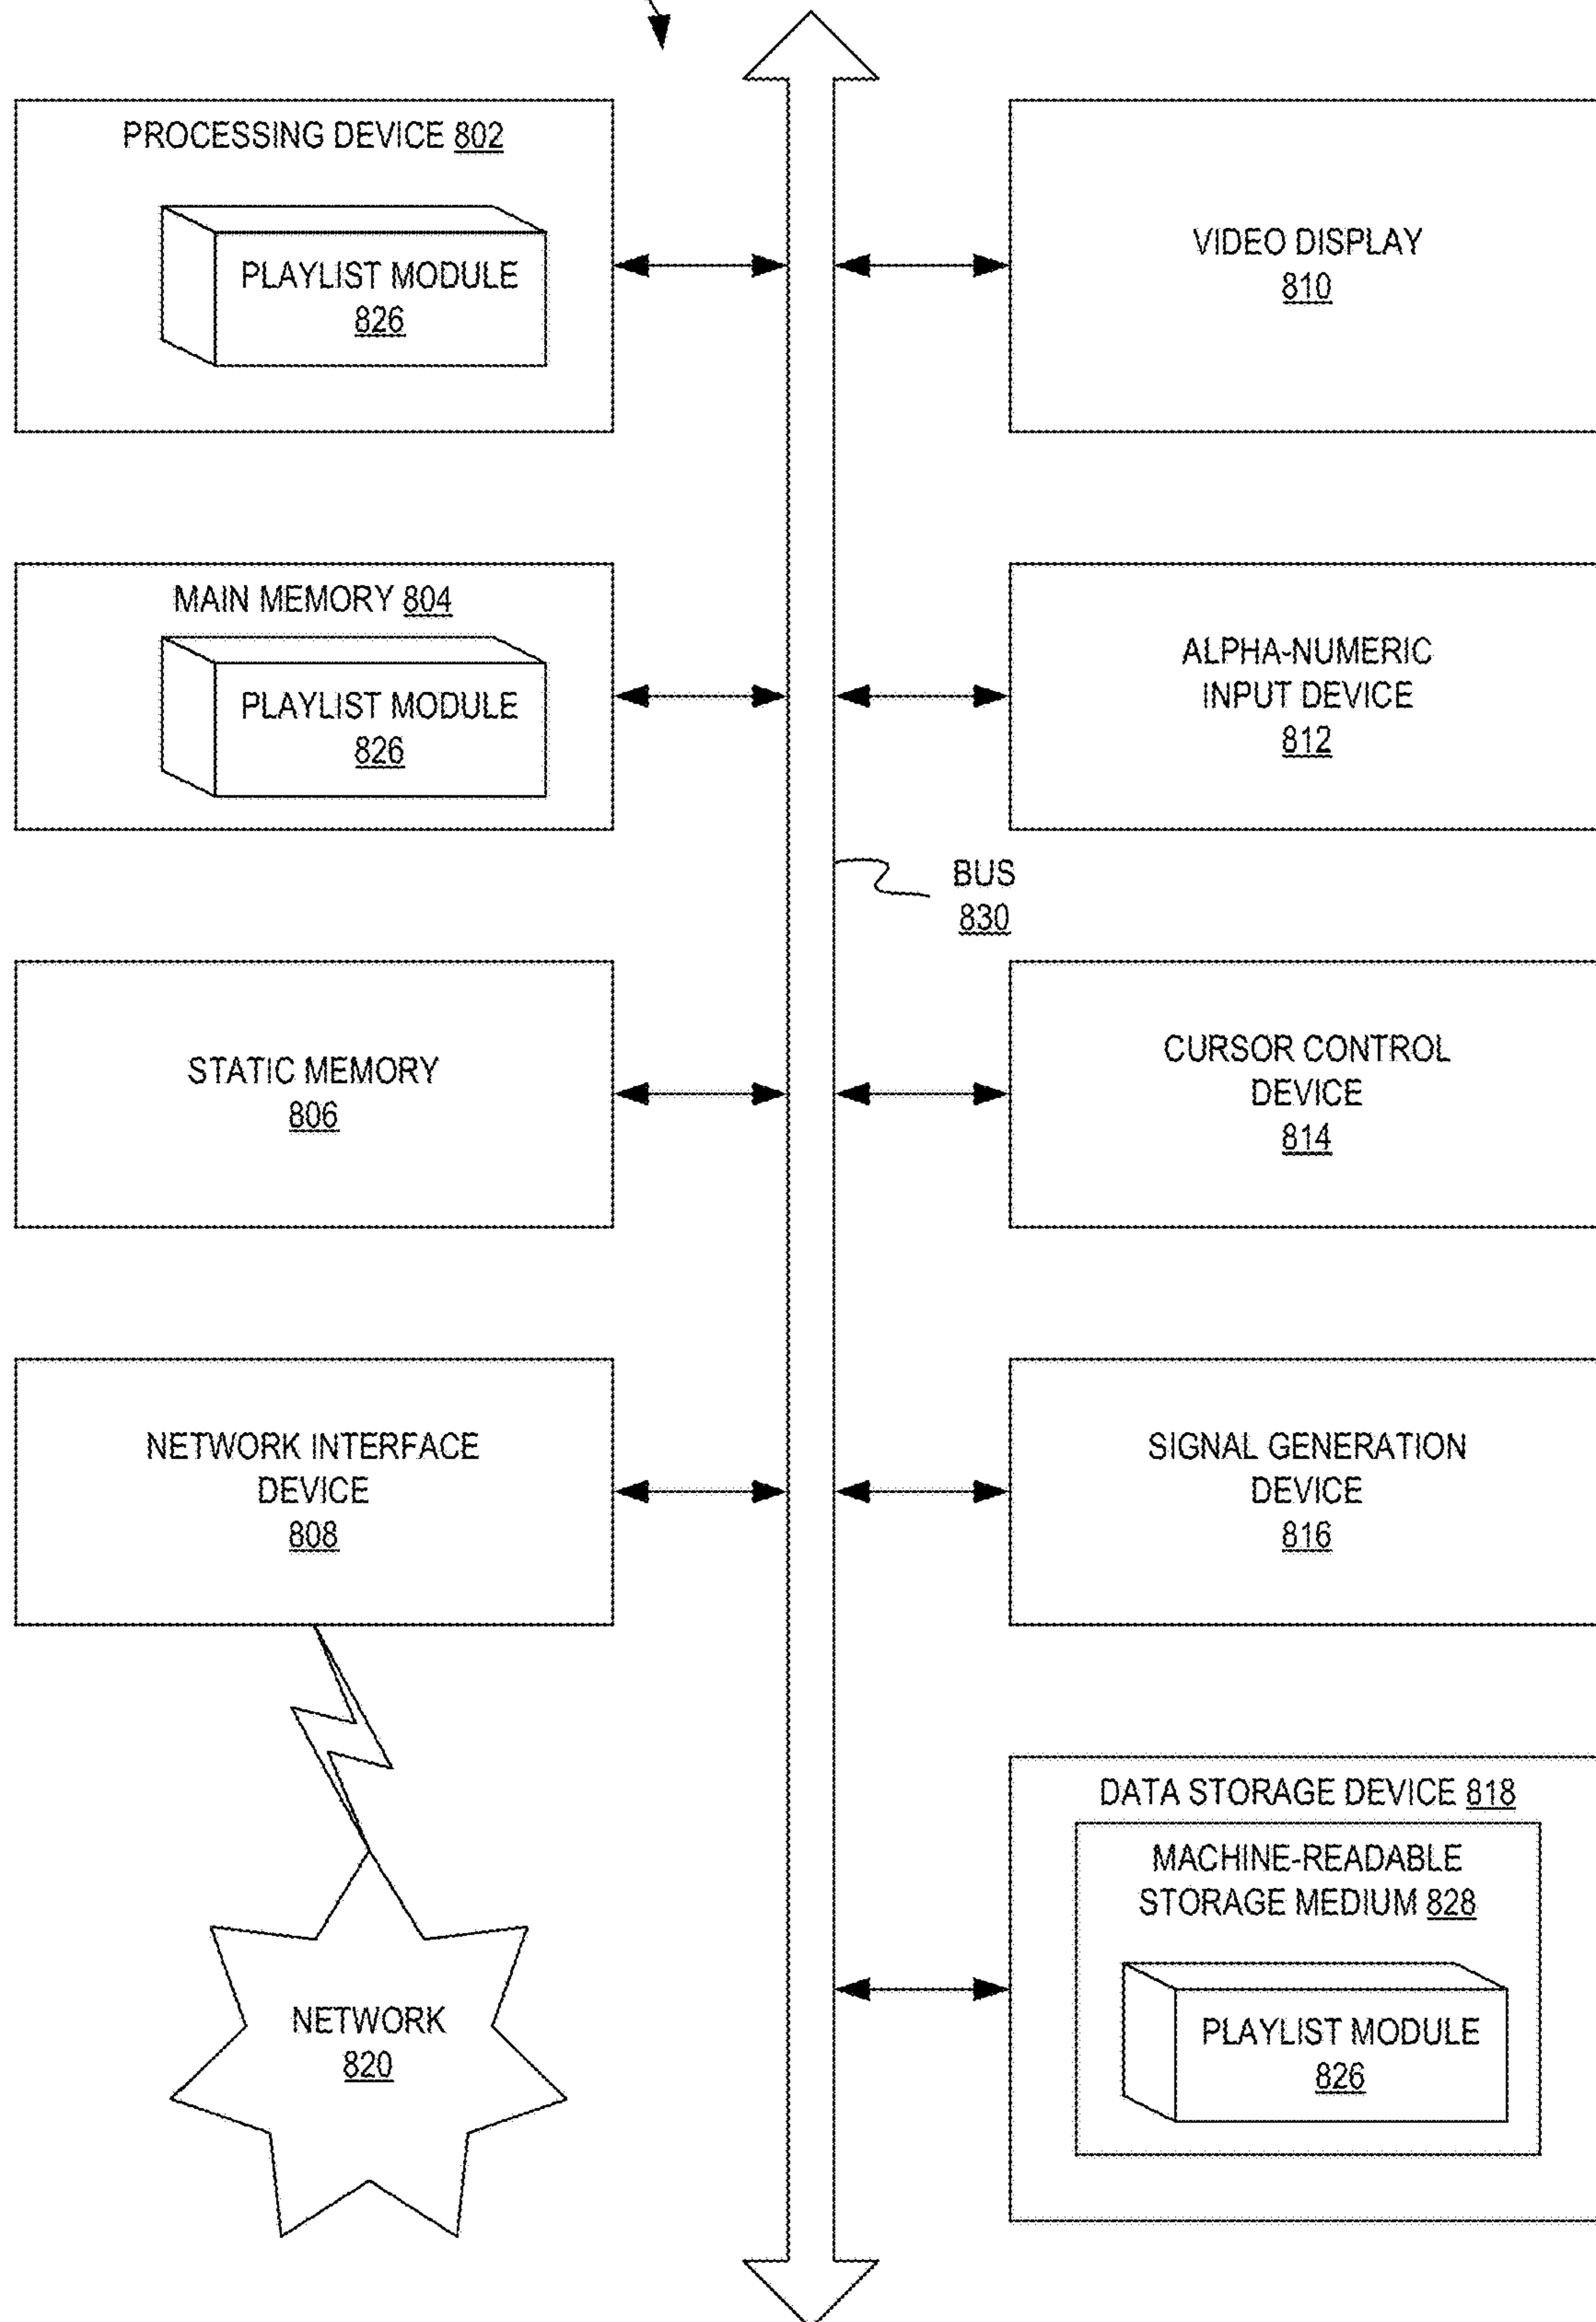 PROCESSING DEVICE 802
PLAYLIST MODULE
826
VIDEO DISPLAY
810
MAIN MEMORY 804
PLAYLIST MODULE
826
ALPHA-NUMERIC
INPUT DEVICE
812
BUS
830
STATIC MEMORY
806
CURSOR CONTROL
DEVICE
814
NETWORK INTERFACE
DEVICE
808
SIGNAL GENERATION
DEVICE
816
DATA STORAGE DEVICE 818
MACHINE-READABLE
STORAGE MEDIUM 828
PLAYLIST MODULE
826
NETWORK
820